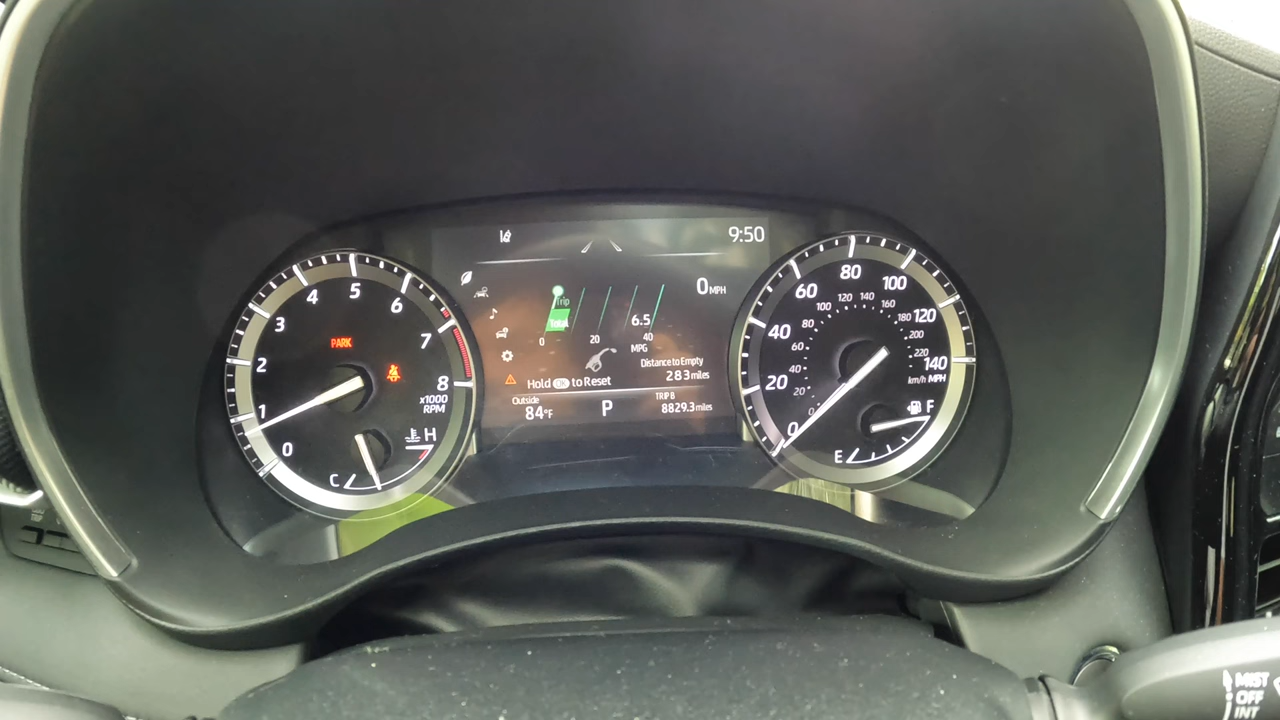 9:50
0 MPH
Trip
Total
6.5
0 20 40
MPG
Distance to Empty
283 miles
Hold OK to Reset
Outside
84°F
P
TRIP B
8829.3 miles
0
1
2
3
4
5
6
7
8
x1000
RPM
PARK
C
H
0
20
40
60
80
100
120
140
MPH
0
20
40
60
80
100
120
140
160
180
200
220
km/h
E
F
MIST
OFF
INT